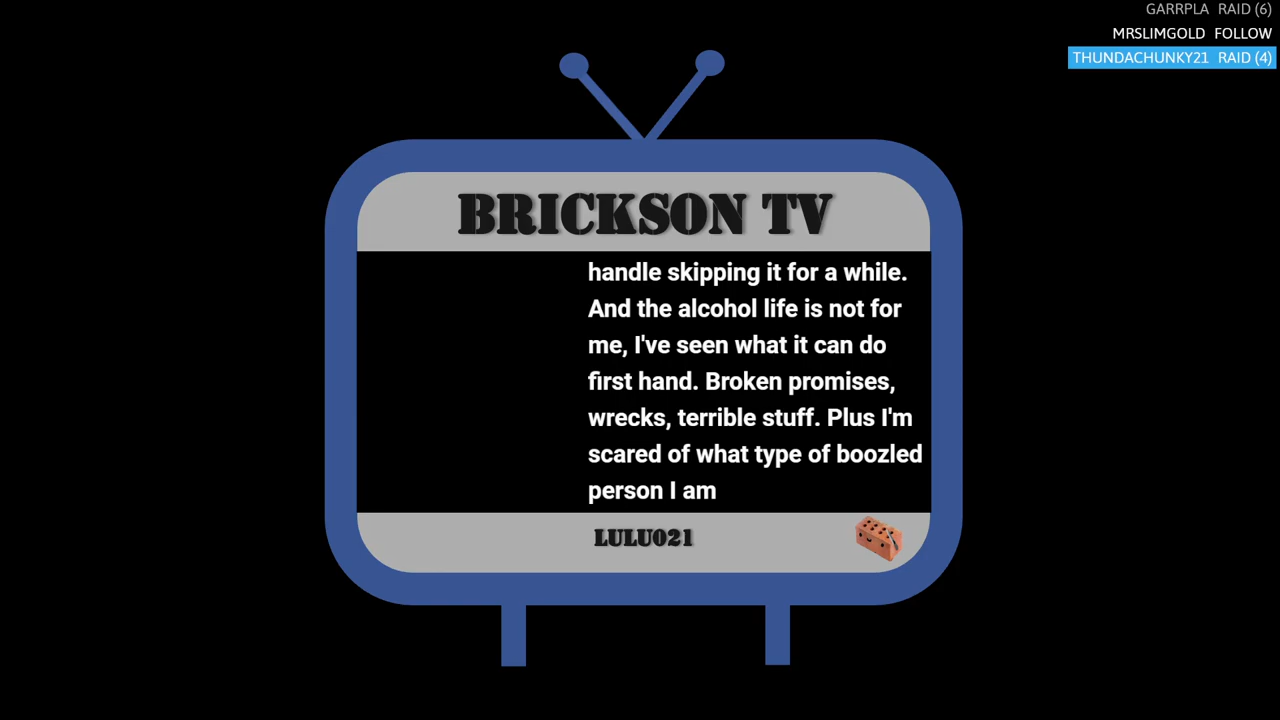 GARRPLA RAID (6)
MRSLIMGOLD FOLLOW
THUNDACHUNKY21 RAID (4)
BRICKSON TV
handle skipping it for a while.
And the alcohol life is not for
me, I've seen what it can do
first hand. Broken promises,
wrecks, terrible stuff. Plus I'm
scared of what type of boozled
person I am
LULU021